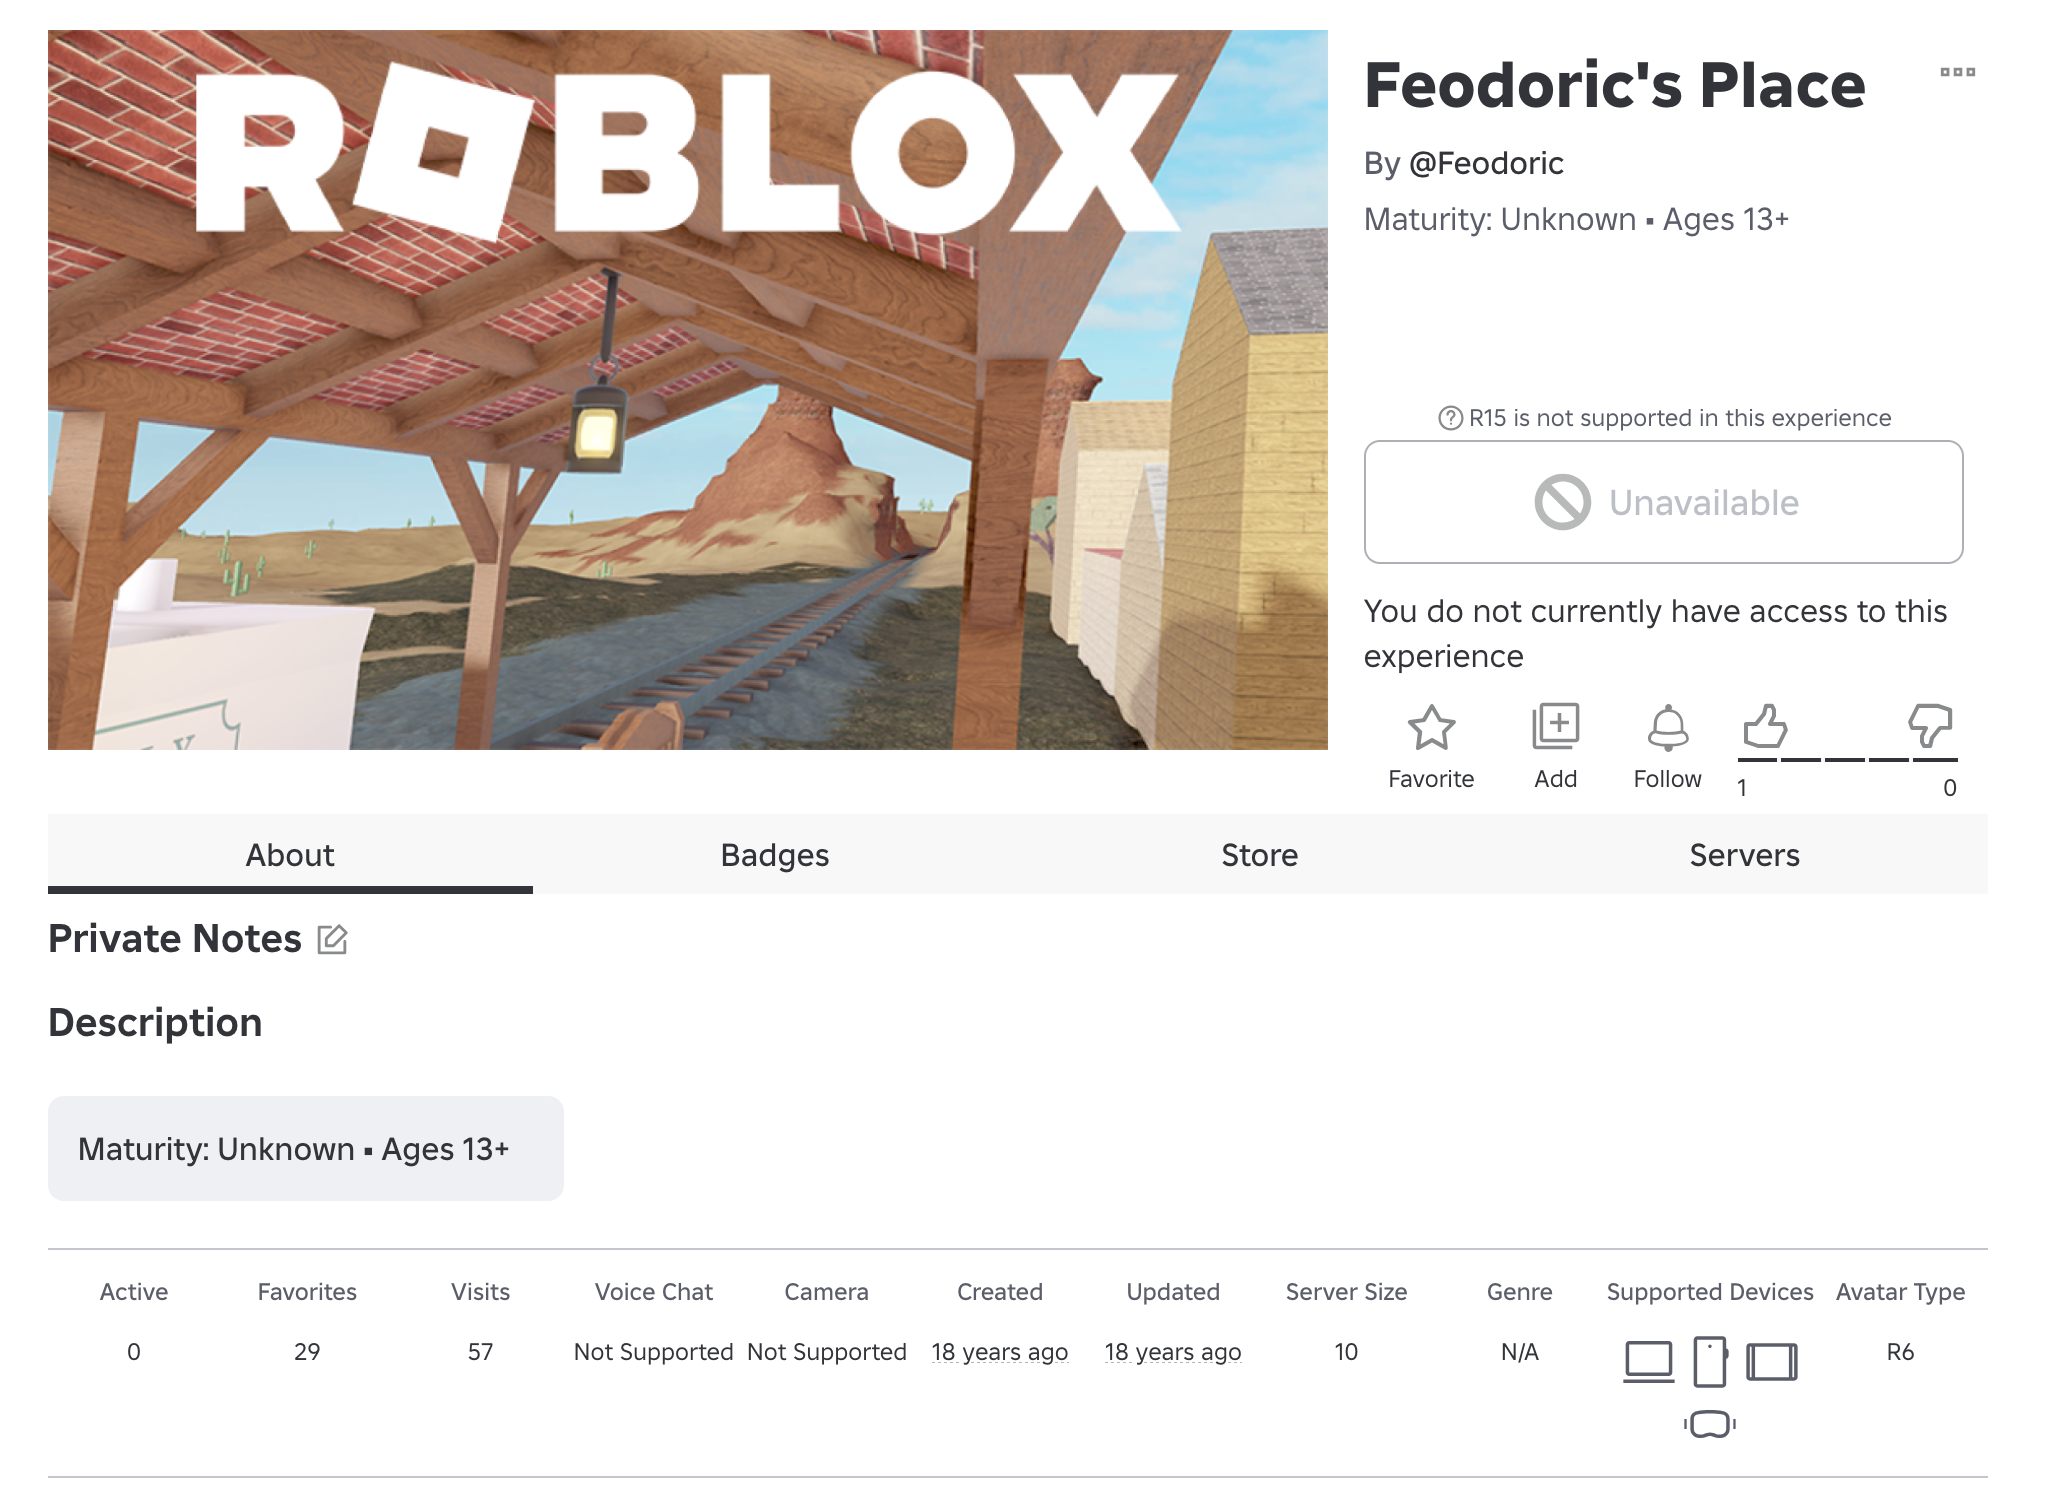 ROBLOX
Feodoric's Place
By @Feodoric
Maturity: Unknown ▪ Ages 13+
R15 is not supported in this experience
Unavailable
You do not currently have access to this
experience
Favorite Add Follow 1 0
About Badges Store Servers
Private Notes
Description
Maturity: Unknown ▪ Ages 13+
Active Favorites Visits Voice Chat Camera Created Updated Server Size Genre Supported Devices Avatar Type
0 29 57 Not Supported Not Supported 18 years ago 18 years ago 10 N/A R6